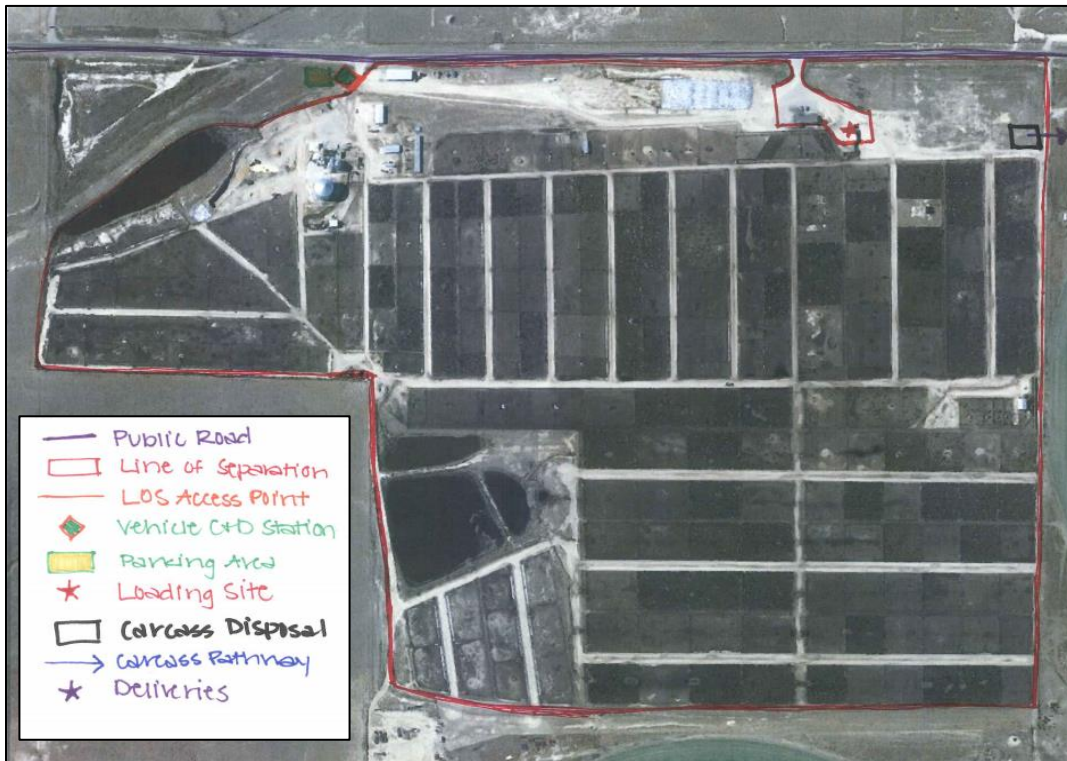 Public Road
Line of Separation
LOS Access Point
Vehicle C+D Station
Parking Area
Loading Site
Carcass Disposal
Carcass Pathway
Deliveries